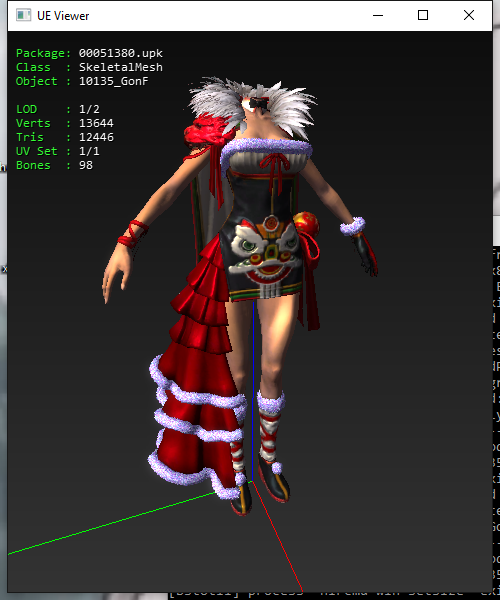 UE Viewer
Package: 00051380.upk
Class : SkeletalMesh
Object : 10135_GonF
LOD : 1/2
Verts : 13644
Tris : 12446
UV Set : 1/1
Bones : 98